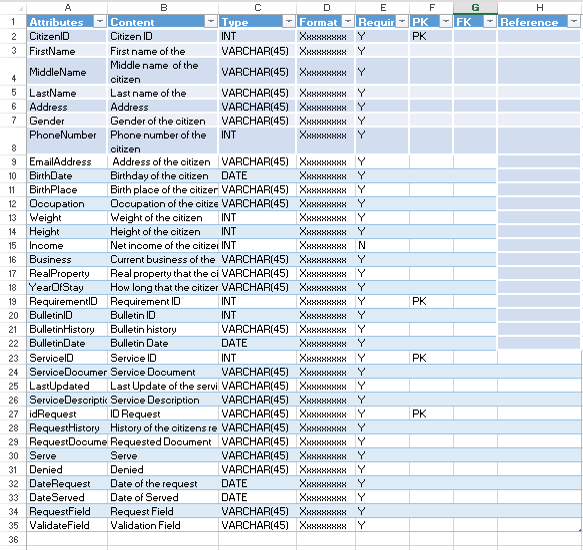 A B C D E F G H
1 Attributes Content Type Format Requir PK FK Reference
2 CitizenID Citizen ID INT Xxxxxxxxx Y PK
3 FirstName First name of the VARCHAR(45) Xxxxxxxxx Y
4 MiddleName Middle name of the citizen VARCHAR(45) Xxxxxxxxx Y
5 LastName Last name of the VARCHAR(45) Xxxxxxxxx Y
6 Address Address VARCHAR(45) Xxxxxxxxx Y
7 Gender Gender of the citizen VARCHAR(45) Xxxxxxxxx Y
8 PhoneNumber Phone number of the citizen INT Xxxxxxxxx Y
9 EmailAddress Address of the citizen VARCHAR(45) Xxxxxxxxx Y
10 BirthDate Birthday of the citizen DATE Xxxxxxxxx Y
11 BirthPlace Birth place of the citizen VARCHAR(45) Xxxxxxxxx Y
12 Occupation Occupation of the citize VARCHAR(45) Xxxxxxxxx Y
13 Weight Weight of the citizen INT Xxxxxxxxx Y
14 Height Height of the citizen INT Xxxxxxxxx Y
15 Income Net income of the citize INT Xxxxxxxxx N
16 Business Current business of the VARCHAR(45) Xxxxxxxxx Y
17 RealProperty Real property that the ci VARCHAR(45) Xxxxxxxxx Y
18 YearOfStay How long that the citizen VARCHAR(45) Xxxxxxxxx Y
19 RequirementID Requirement ID INT Xxxxxxxxx Y PK
20 BulletinID Bulletin ID INT Xxxxxxxxx Y
21 BulletinHistory Bulletin history VARCHAR(45) Xxxxxxxxx Y
22 BulletinDate Bulletin Date DATE Xxxxxxxxx Y
23 ServiceID Service ID INT Xxxxxxxxx Y PK
24 ServiceDocumen Service Document VARCHAR(45) Xxxxxxxxx Y
25 LastUpdated Last Update of the servi VARCHAR(45) Xxxxxxxxx Y
26 ServiceDescriptic Service Description VARCHAR(45) Xxxxxxxxx Y
27 idRequest ID Request VARCHAR(45) Xxxxxxxxx Y PK
28 RequestHistory History of the citizens re VARCHAR(45) Xxxxxxxxx Y
29 RequestDocume Requested Document VARCHAR(45) Xxxxxxxxx Y
30 Serve Serve VARCHAR(45) Xxxxxxxxx Y
31 Denied Denied VARCHAR(45) Xxxxxxxxx Y
32 DateRequest Date of the request DATE Xxxxxxxxx Y
33 DateServed Date of Served DATE Xxxxxxxxx Y
34 RequestField Request Field VARCHAR(45) Xxxxxxxxx Y
35 ValidateField Validation Field VARCHAR(45) Xxxxxxxxx Y
36